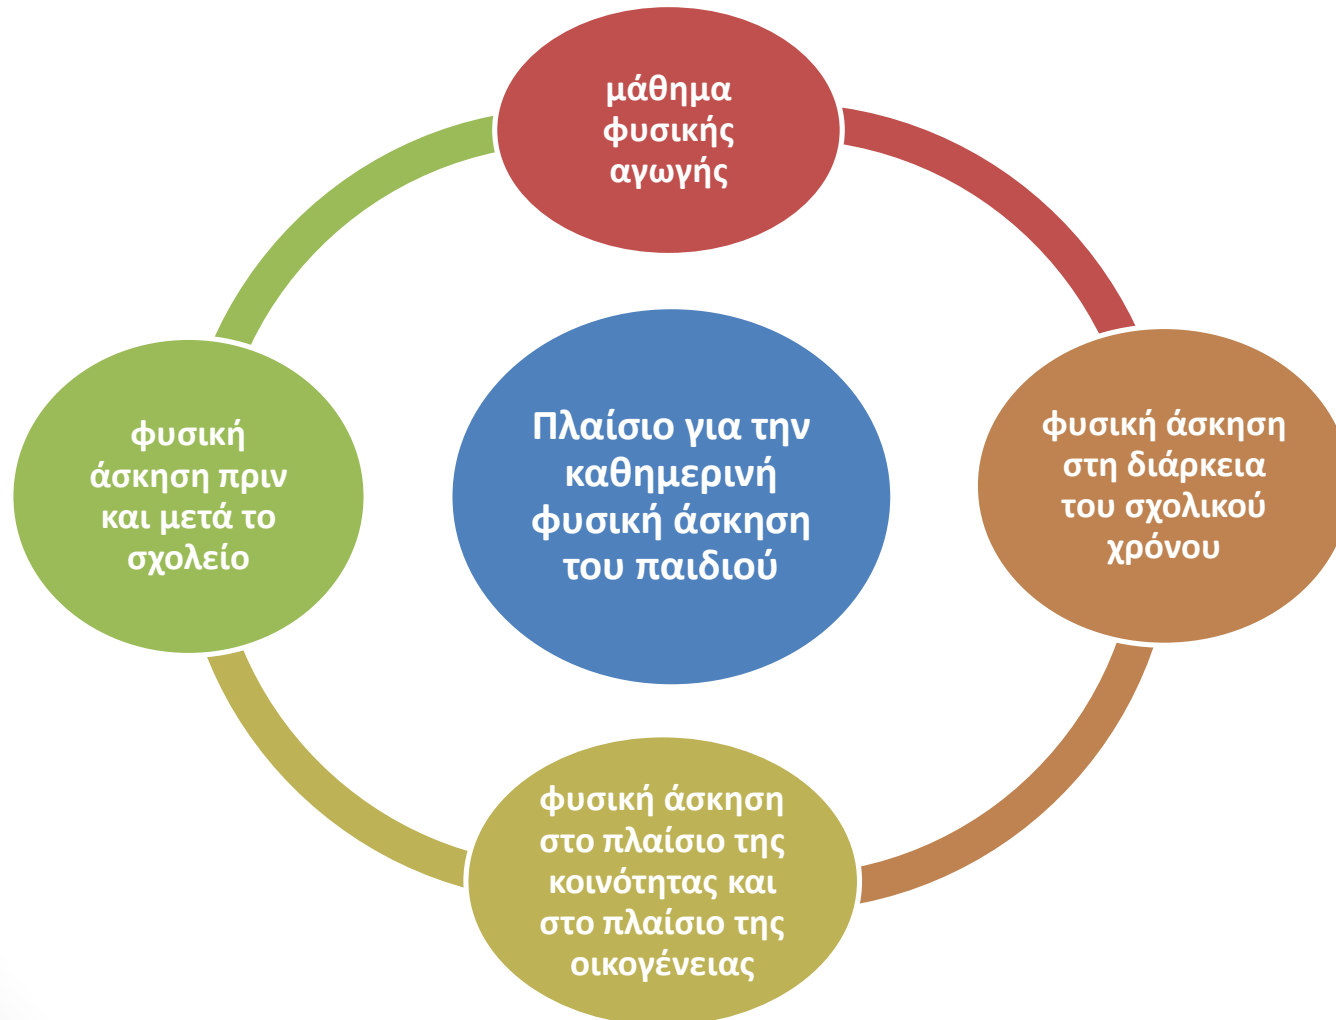 μάθημα
φυσικής
αγωγής
φυσική
άσκηση πριν
και μετά το
σχολείο
Πλαίσιο για την
καθημερινή
φυσική άσκηση
του παιδιού
φυσική άσκηση
στη διάρκεια
του σχολικού
χρόνου
φυσική άσκηση
στο πλαίσιο της
κοινότητας και
στο πλαίσιο της
οικογένειας